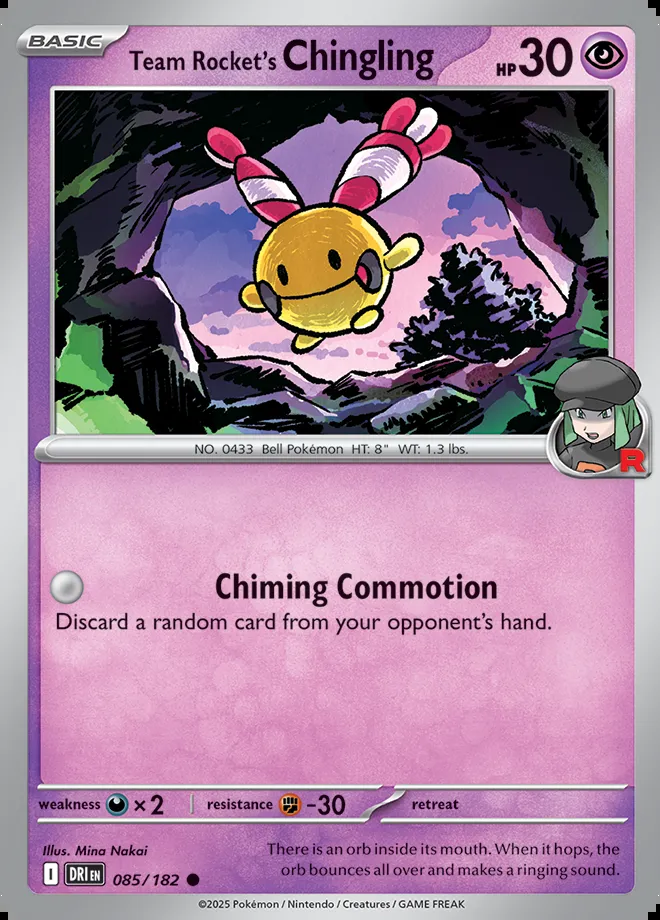 BASIC
Team Rocket's Chingling
HP 30
NO. 0433 Bell Pokémon HT: 8" WT: 1.3 lbs.
R
Chiming Commotion
Discard a random card from your opponent's hand.
weakness ×2 resistance -30 retreat
Illus. Mina Nakai
There is an orb inside its mouth. When it hops, the
orb bounces all over and makes a ringing sound.
I DRI EN 085/182
©2025 Pokémon / Nintendo / Creatures / GAME FREAK